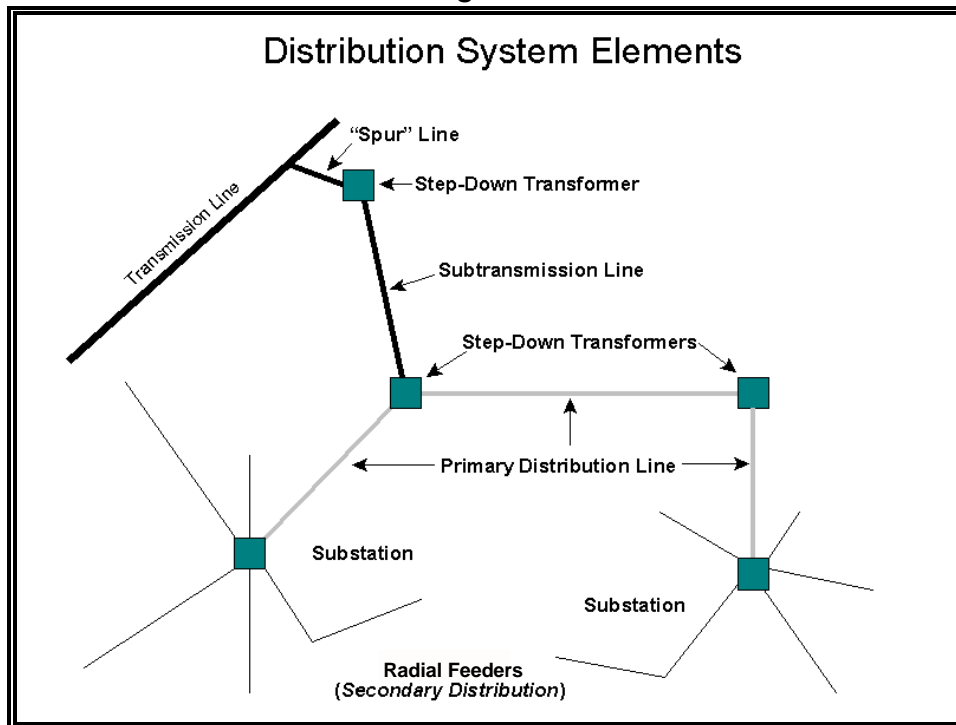 Distribution System Elements
“Spur” Line
Step-Down Transformer
Transmission Line
Subtransmission Line
Step-Down Transformers
Primary Distribution Line
Substation
Substation
Radial Feeders
(Secondary Distribution)